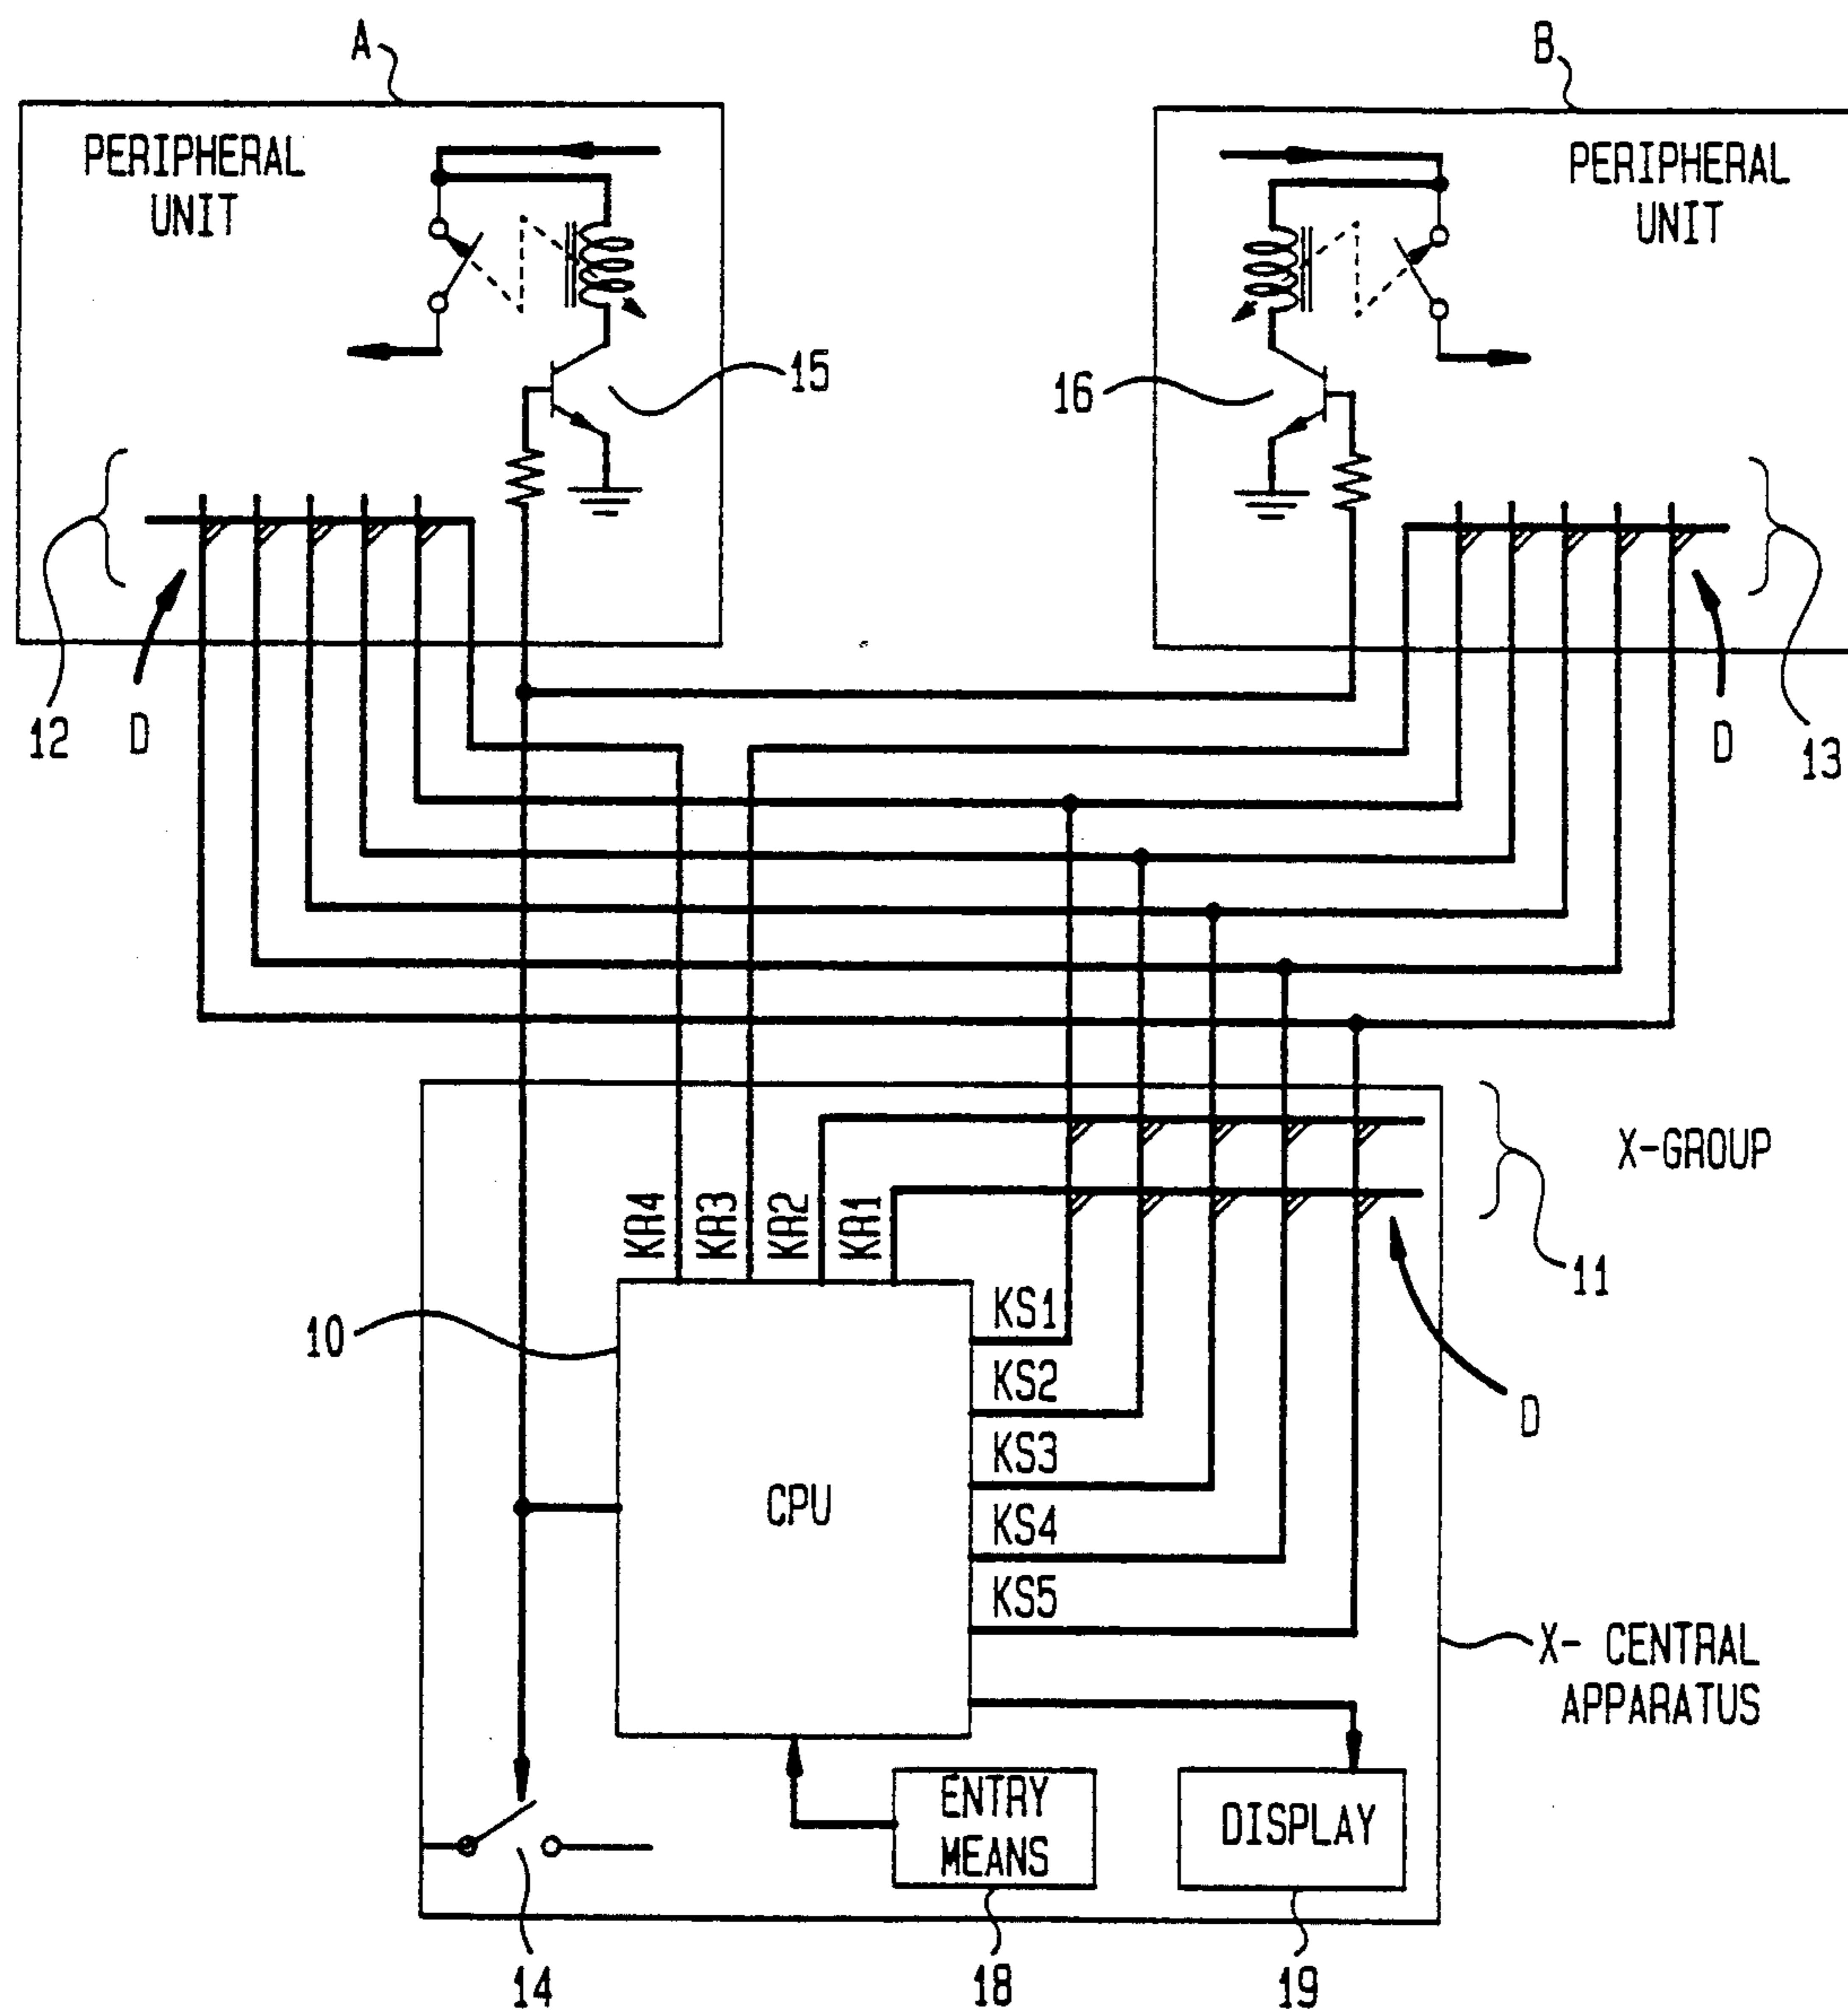 A
B
PERIPHERAL
UNIT
PERIPHERAL
UNIT
15
16
12
D
D
13
X-GROUP
KR4
KR3
KR2
KR1
11
10
KS1
KS2
D
KS3
CPU
KS4
KS5
X- CENTRAL
APPARATUS
ENTRY
MEANS
DISPLAY
14
18
19